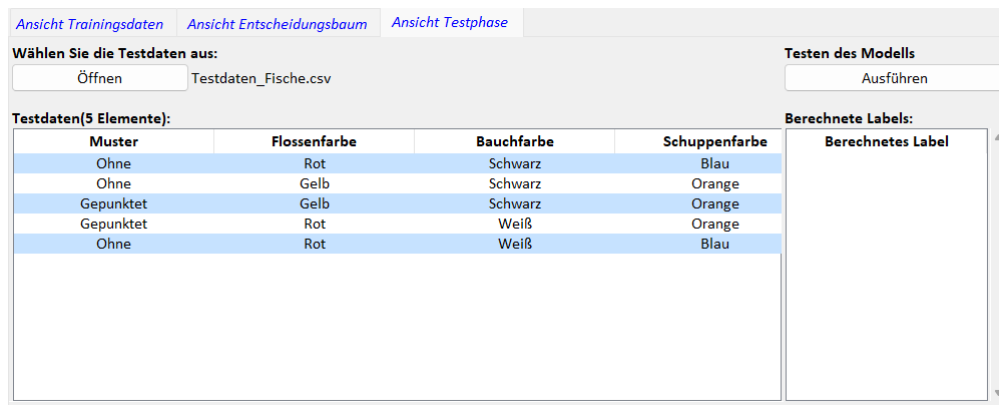 Ansicht Trainingsdaten Ansicht Entscheidungsbaum Ansicht Testphase
Wählen Sie die Testdaten aus: Testen des Modells
Öffnen Testdaten_Fische.csv Ausführen
Testdaten(5 Elemente): Berechnete Labels:
Muster Flossenfarbe Bauchfarbe Schuppenfarbe Berechnetes Label
Ohne Rot Schwarz Blau
Ohne Gelb Schwarz Orange
Gepunktet Gelb Schwarz Orange
Gepunktet Rot Weiß Orange
Ohne Rot Weiß Blau